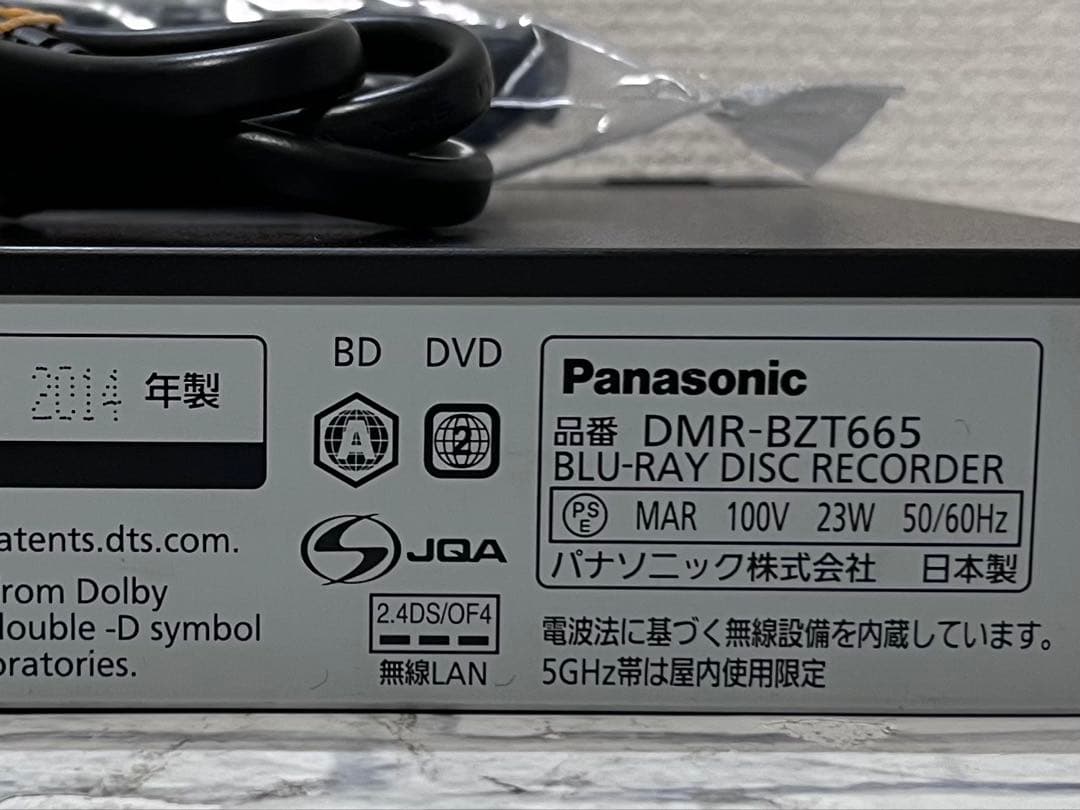 2014 年製
BD DVD
A 2
atents.dts.com.
rom Dolby
louble -D symbol
oratories.
JQA
2.4DS/OF4
無線LAN
Panasonic
品番 DMR-BZT665
BLU-RAY DISC RECORDER
PSE MAR 100V 23W 50/60Hz
パナソニック株式会社 日本製
電波法に基づく無線設備を内蔵しています。
5GHz帯は屋内使用限定